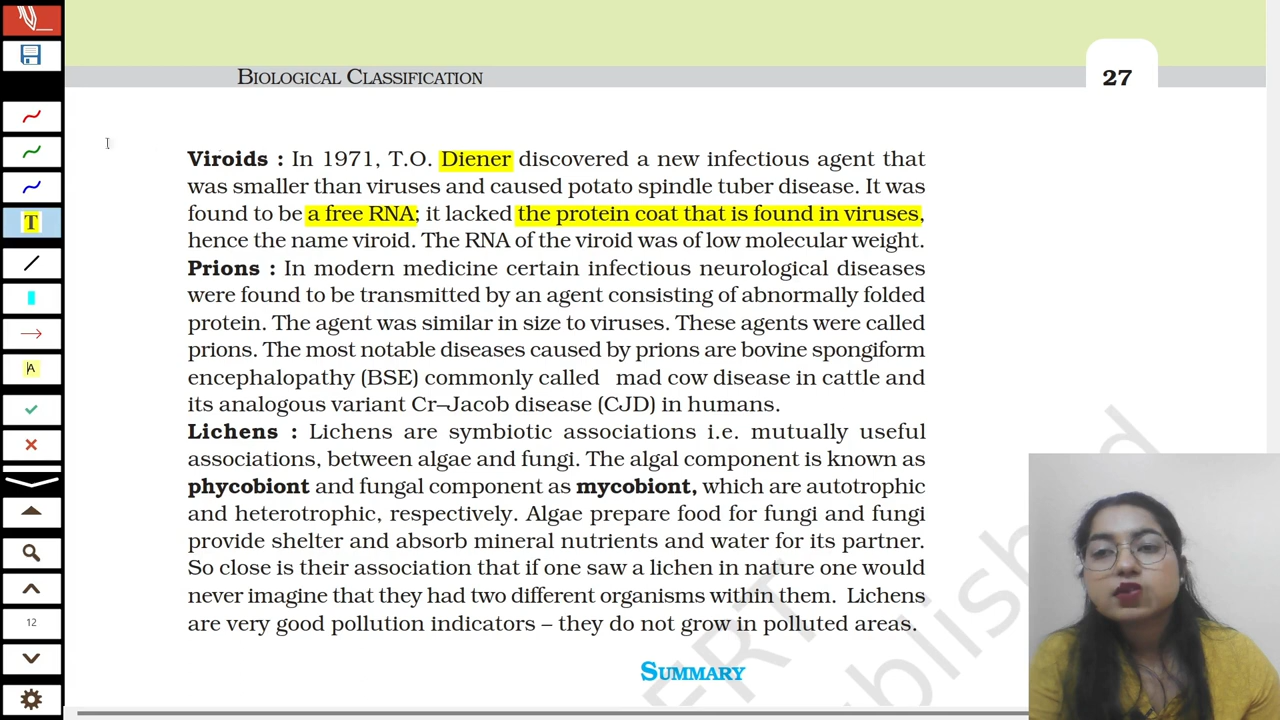 BIOLOGICAL CLASSIFICATION
27
Viroids : In 1971, T.O. Diener discovered a new infectious agent that
was smaller than viruses and caused potato spindle tuber disease. It was
found to be a free RNA; it lacked the protein coat that is found in viruses,
hence the name viroid. The RNA of the viroid was of low molecular weight.
Prions : In modern medicine certain infectious neurological diseases
were found to be transmitted by an agent consisting of abnormally folded
protein. The agent was similar in size to viruses. These agents were called
prions. The most notable diseases caused by prions are bovine spongiform
encephalopathy (BSE) commonly called mad cow disease in cattle and
its analogous variant Cr–Jacob disease (CJD) in humans.
Lichens : Lichens are symbiotic associations i.e. mutually useful
associations, between algae and fungi. The algal component is known as
phycobiont and fungal component as mycobiont, which are autotrophic
and heterotrophic, respectively. Algae prepare food for fungi and fungi
provide shelter and absorb mineral nutrients and water for its partner.
So close is their association that if one saw a lichen in nature one would
never imagine that they had two different organisms within them. Lichens
are very good pollution indicators – they do not grow in polluted areas.
SUMMARY
T
A
12